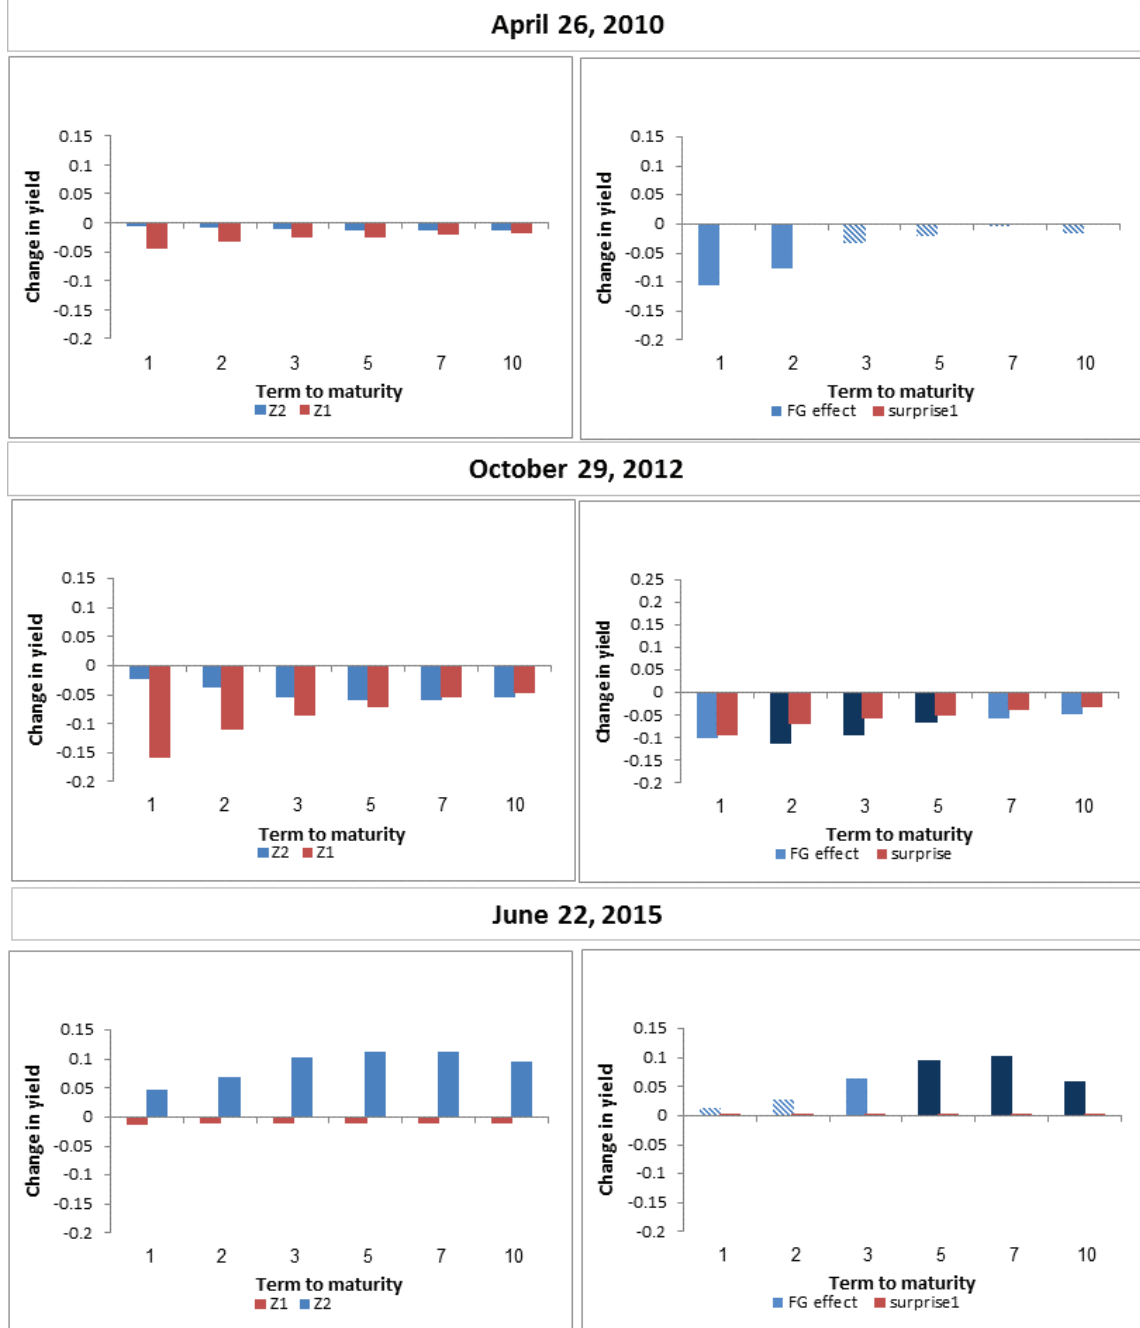 April 26, 2010
Change in yield
0.15
0.1
0.05
0
-0.05
-0.1
-0.15
-0.2
1 2 3 5 7 10
Term to maturity
Z2 Z1
Change in yield
0.15
0.1
0.05
0
-0.05
-0.1
-0.15
-0.2
1 2 3 5 7 10
Term to maturity
FG effect surprise1
October 29, 2012
Change in yield
0.15
0.1
0.05
0
-0.05
-0.1
-0.15
-0.2
1 2 3 5 7 10
Term to maturity
Z2 Z1
Change in yield
0.25
0.2
0.15
0.1
0.05
0
-0.05
-0.1
-0.15
-0.2
1 2 3 5 7 10
Term to maturity
FG effect surprise
June 22, 2015
Change in yield
0.15
0.1
0.05
0
-0.05
-0.1
-0.15
-0.2
1 2 3 5 7 10
Term to maturity
Z1 Z2
Change in yield
0.15
0.1
0.05
0
-0.05
-0.1
-0.15
-0.2
1 2 3 5 7 10
Term to maturity
FG effect surprise1